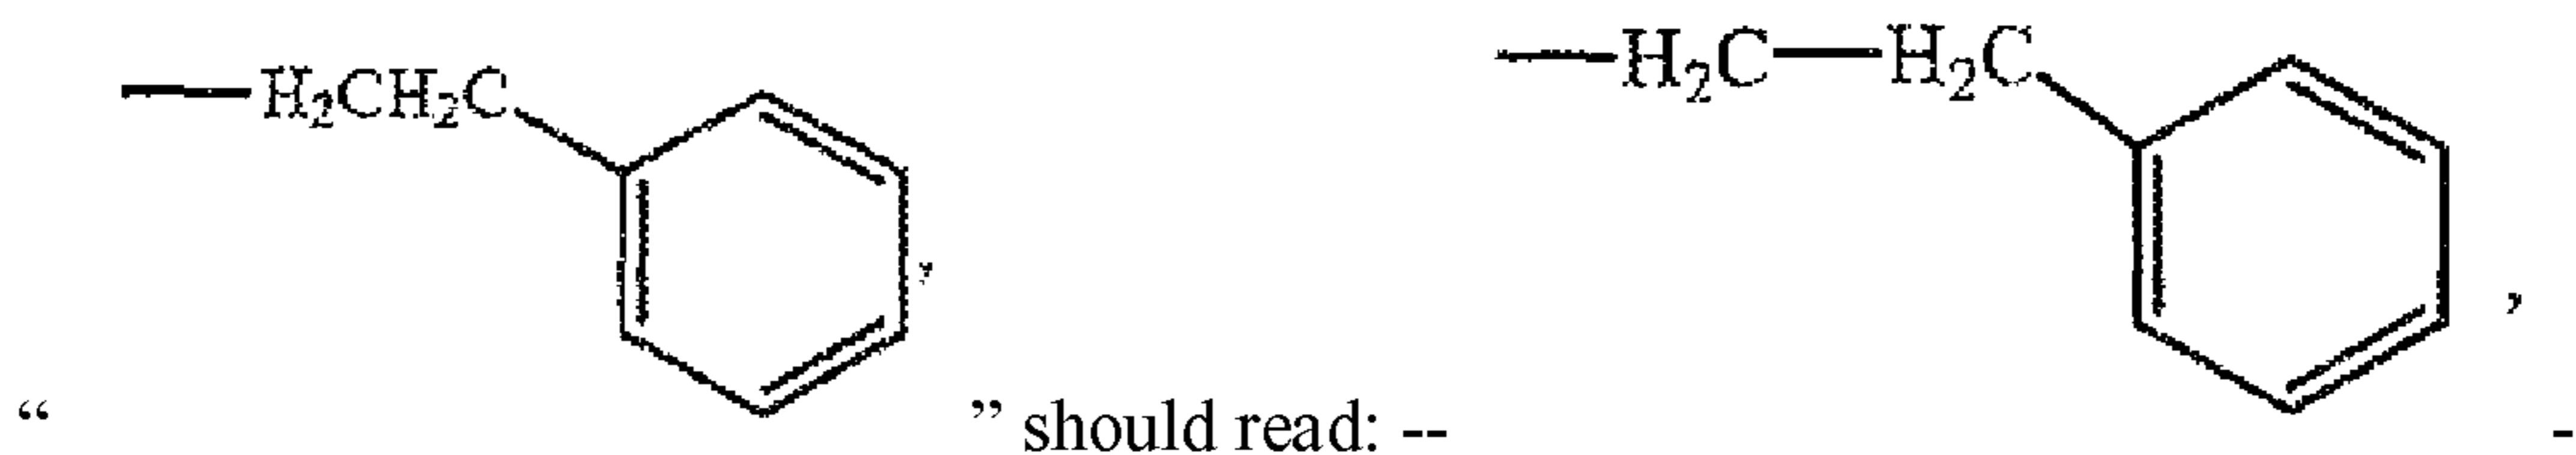 —H₂CH₂C
—H₂C—H₂C
,
,
“ ” should read: -- -